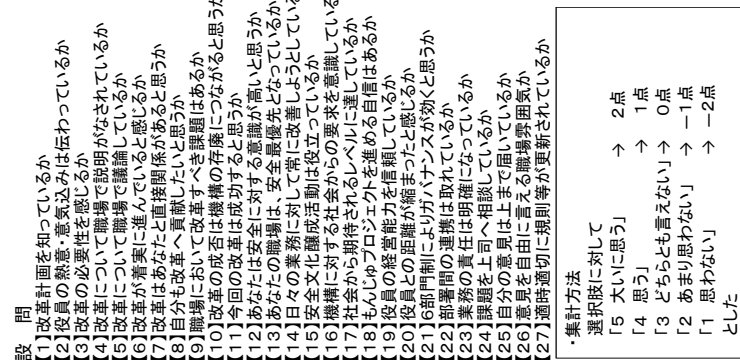 設　問
【1】改革計画を知っているか
【2】役員の熱意・意気込みは伝わっているか
【3】改革の必要性を感じるか
【4】改革について職場で説明がなされているか
【5】改革について職場で議論しているか
【6】改革が着実に進んでいると感じるか
【7】改革はあなたと直接関係があると思うか
【8】自分も改革へ貢献したいと思うか
【9】職場において改革すべき課題はあるか
【10】改革の成否は機構の存廃につながると思うか
【11】今回の改革は成功すると思うか
【12】あなたは安全に対する意識が高いと思うか
【13】あなたの職場は、安全最優先となっているか
【14】日々の業務に対して常に改善しようとしている
【15】安全文化醸成活動は役立っているか
【16】機構に対する社会からの要求を意識している
【17】社会から期待されるレベルに達しているか
【18】もんじゅプロジェクトを進める自信はあるか
【19】役員の経営能力を信頼しているか
【20】役員との距離が縮まったと感じるか
【21】6部門制によりガバナンスが効くと思うか
【22】部署間の連携は取れているか
【23】業務の責任は明確になっているか
【24】課題を上司へ相談しているか
【25】自分の意見は上まで届いているか
【26】意見を自由に言える職場雰囲気か
【27】適時適切に規則等が更新されているか
・集計方法
選択肢に対して
「5　大いに思う」　→　2点
「4　思う」　→　1点
「3　どちらとも言えない」→　0点
「2　あまり思わない」　→　－1点
「1　思わない」　→　－2点
とした